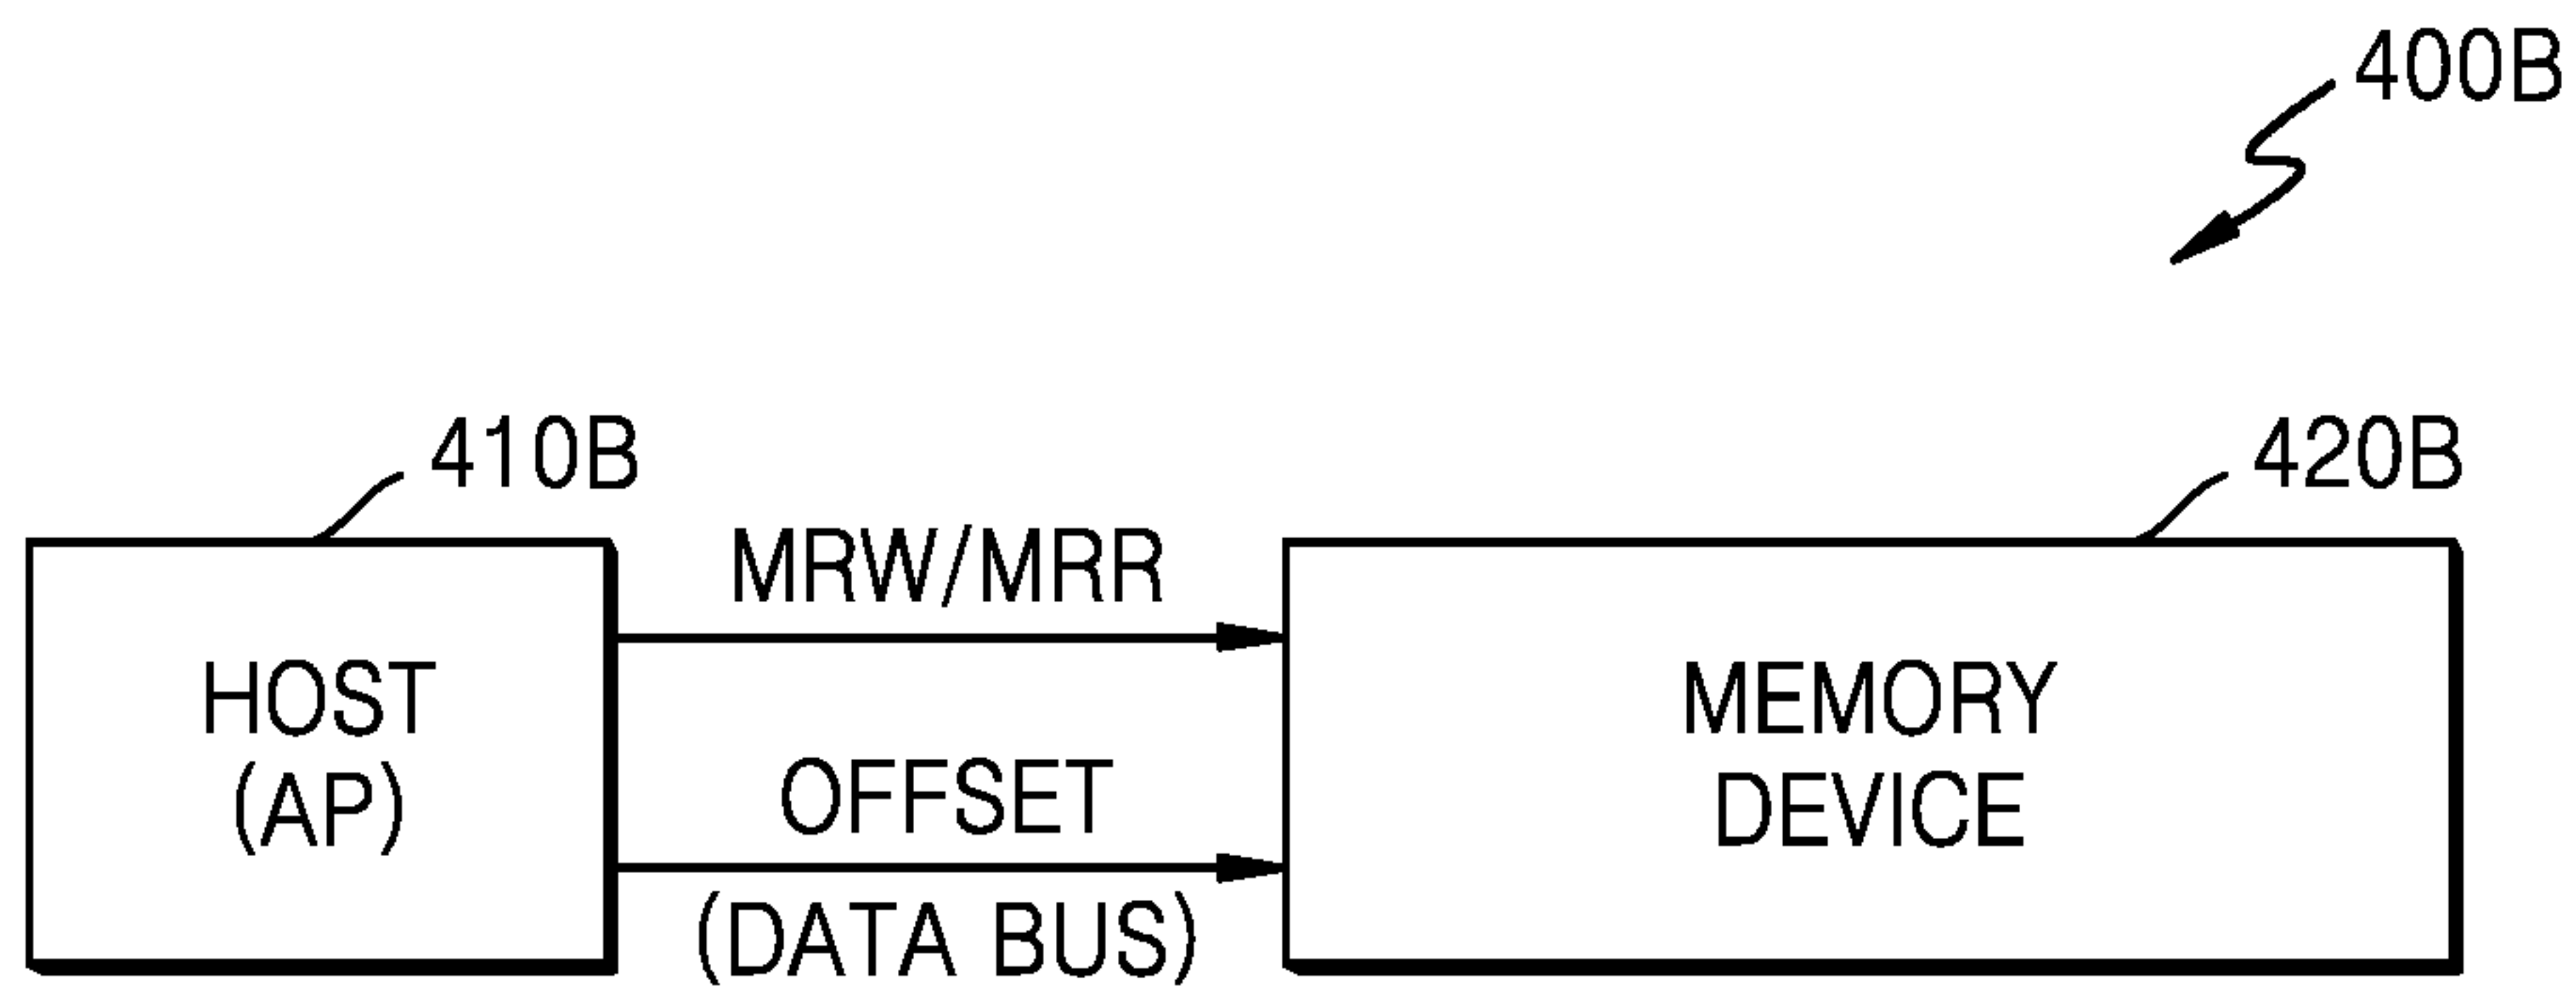 400B
410B
420B
MRW/MRR
HOST
(AP)
OFFSET
(DATA BUS)
MEMORY
DEVICE